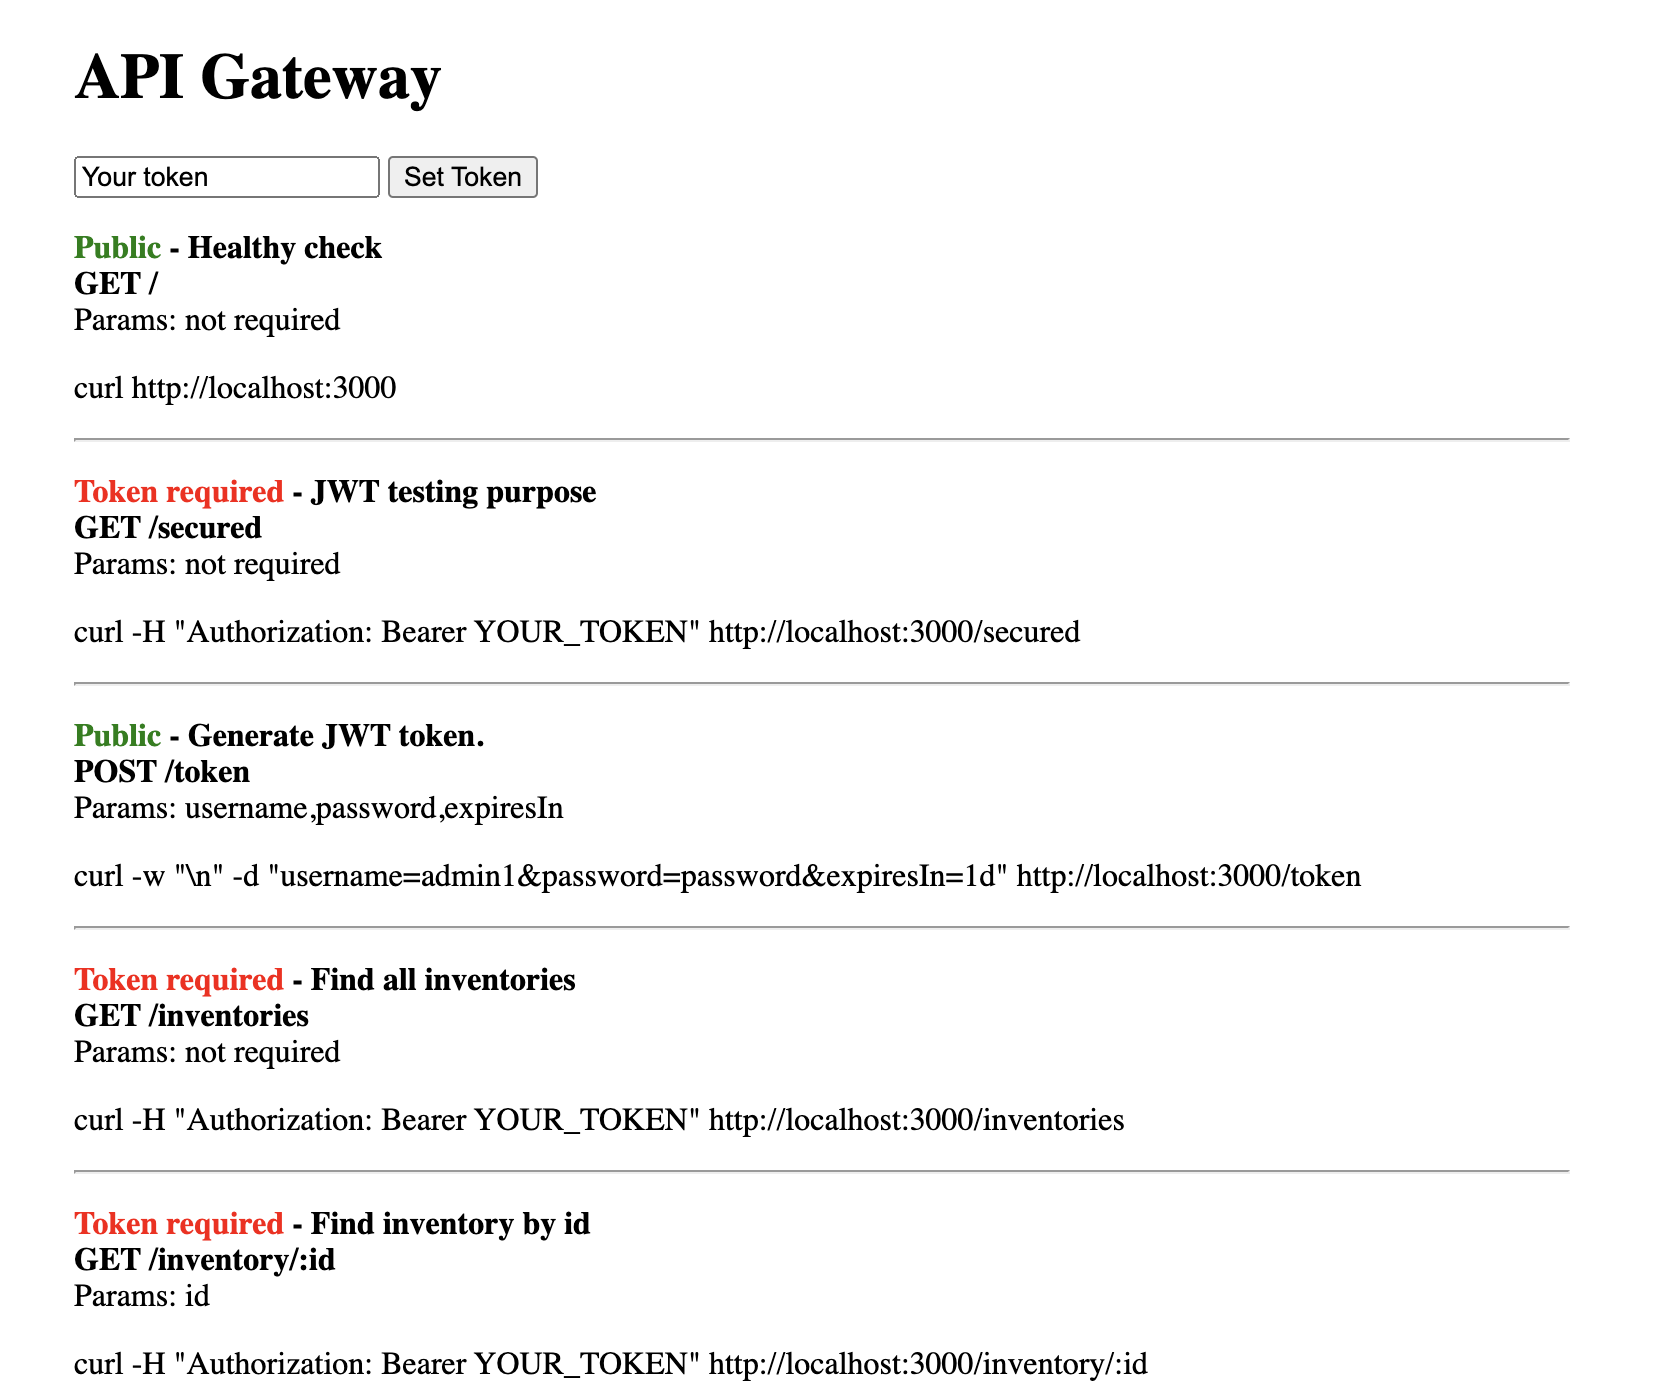 API Gateway
Your token Set Token
Public - Healthy check
GET /
Params: not required
curl http://localhost:3000
Token required - JWT testing purpose
GET /secured
Params: not required
curl -H "Authorization: Bearer YOUR_TOKEN" http://localhost:3000/secured
Public - Generate JWT token.
POST /token
Params: username,password,expiresIn
curl -w "\n" -d "username=admin1&password=password&expiresIn=1d" http://localhost:3000/token
Token required - Find all inventories
GET /inventories
Params: not required
curl -H "Authorization: Bearer YOUR_TOKEN" http://localhost:3000/inventories
Token required - Find inventory by id
GET /inventory/:id
Params: id
curl -H "Authorization: Bearer YOUR_TOKEN" http://localhost:3000/inventory/:id